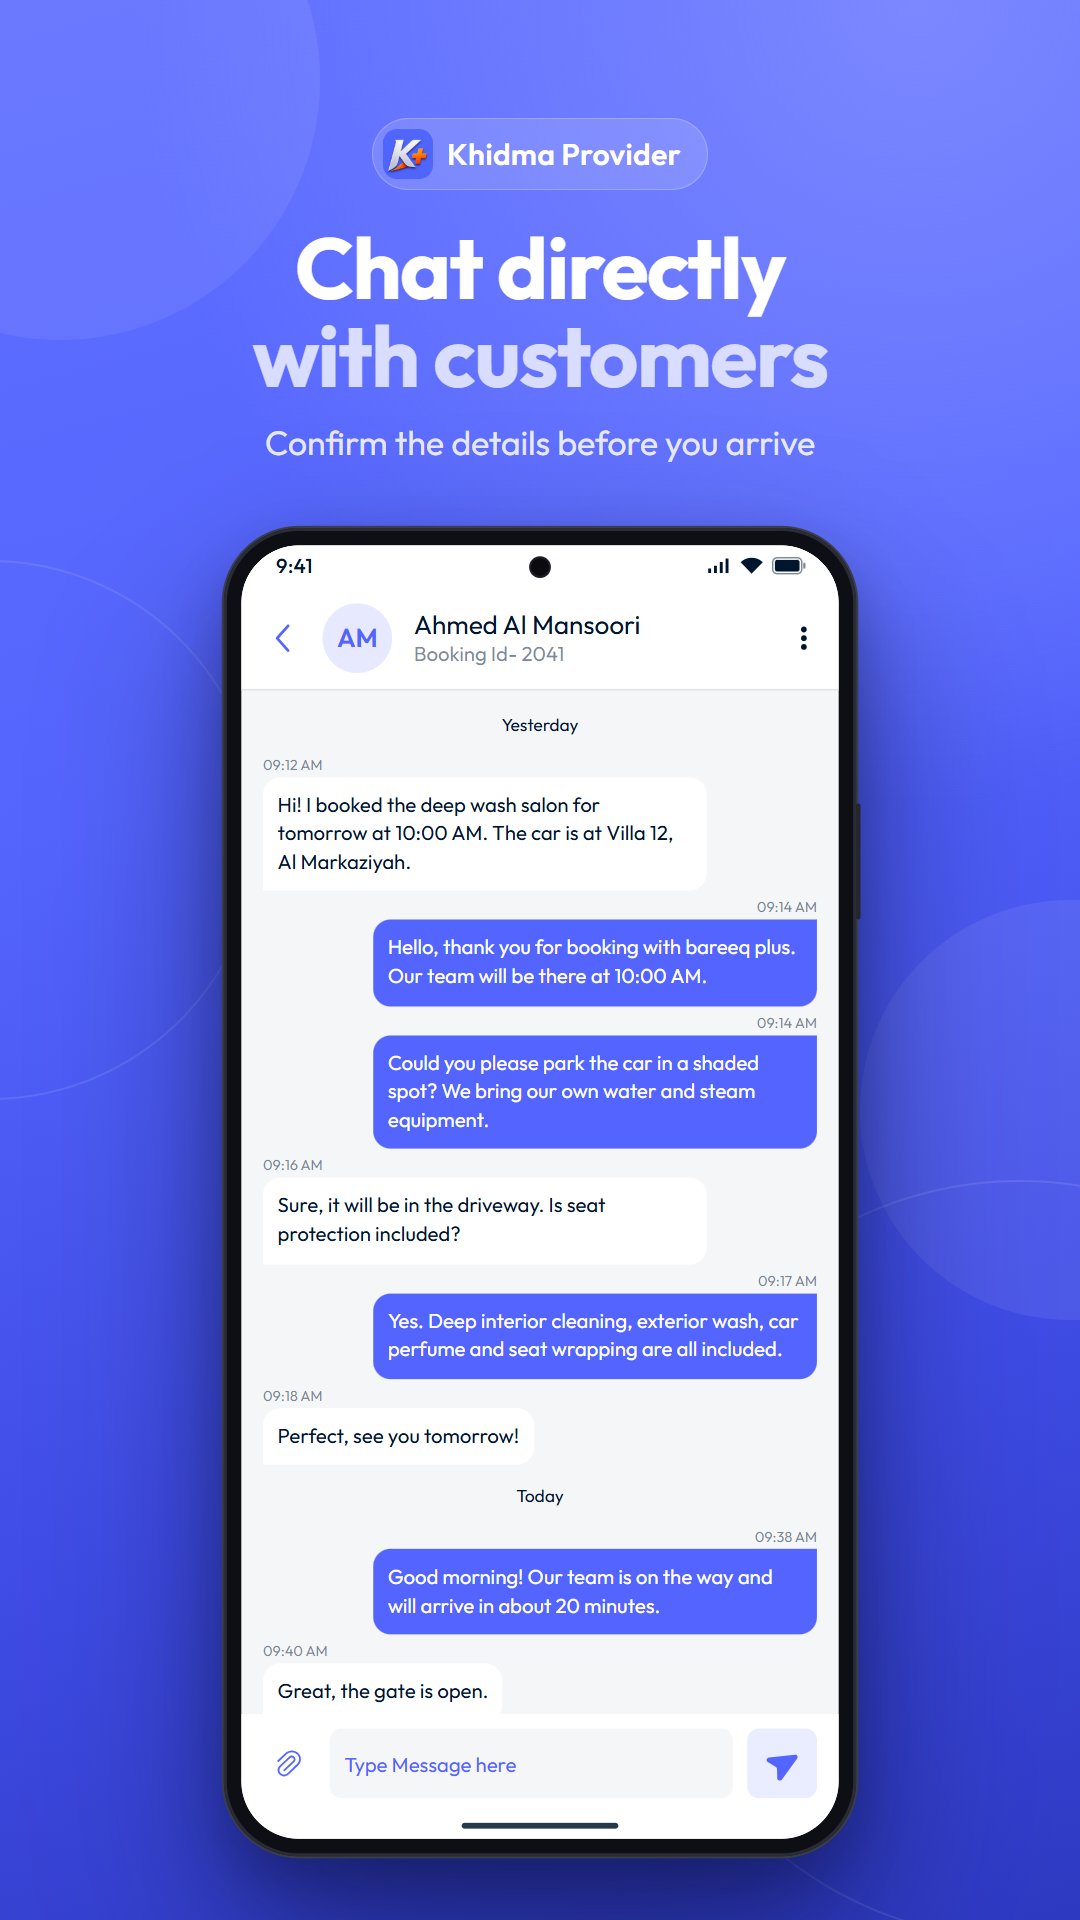 K+ Khidma Provider
Chat directly
with customers
Confirm the details before you arrive
9:41
AM
Ahmed Al Mansoori
Booking Id- 2041
Yesterday
09:12 AM
Hi! I booked the deep wash salon for
tomorrow at 10:00 AM. The car is at Villa 12,
Al Markaziyah.
09:14 AM
Hello, thank you for booking with bareeq plus.
Our team will be there at 10:00 AM.
09:14 AM
Could you please park the car in a shaded
spot? We bring our own water and steam
equipment.
09:16 AM
Sure, it will be in the driveway. Is seat
protection included?
09:17 AM
Yes. Deep interior cleaning, exterior wash, car
perfume and seat wrapping are all included.
09:18 AM
Perfect, see you tomorrow!
Today
09:38 AM
Good morning! Our team is on the way and
will arrive in about 20 minutes.
09:40 AM
Great, the gate is open.
Type Message here